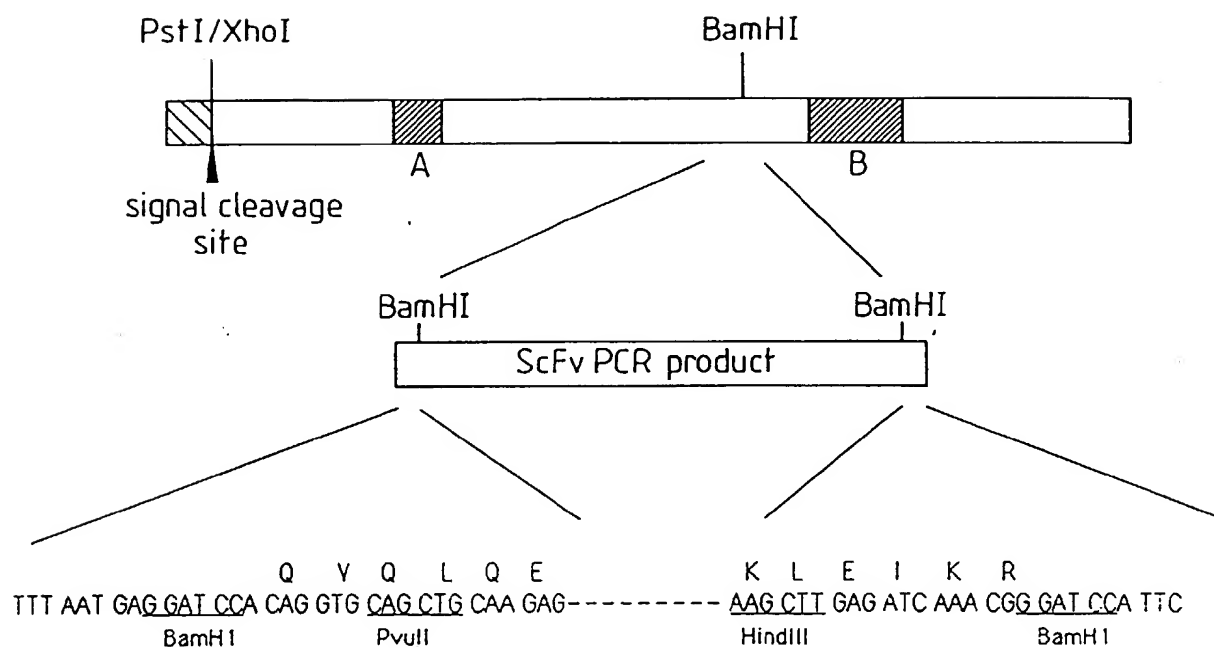 PstI/XhoI BamHI
A B
signal cleavage
site
BamHI BamHI
ScFv PCR product
Q V Q L Q E K L E I K R
TTT AAT GAG GAT CCA CAG GTG CAG CTG CAA GAG----------AAG CTT GAG ATC AAA CGG GAT CCA TTC
BamH1 PvuII HindIII BamH1